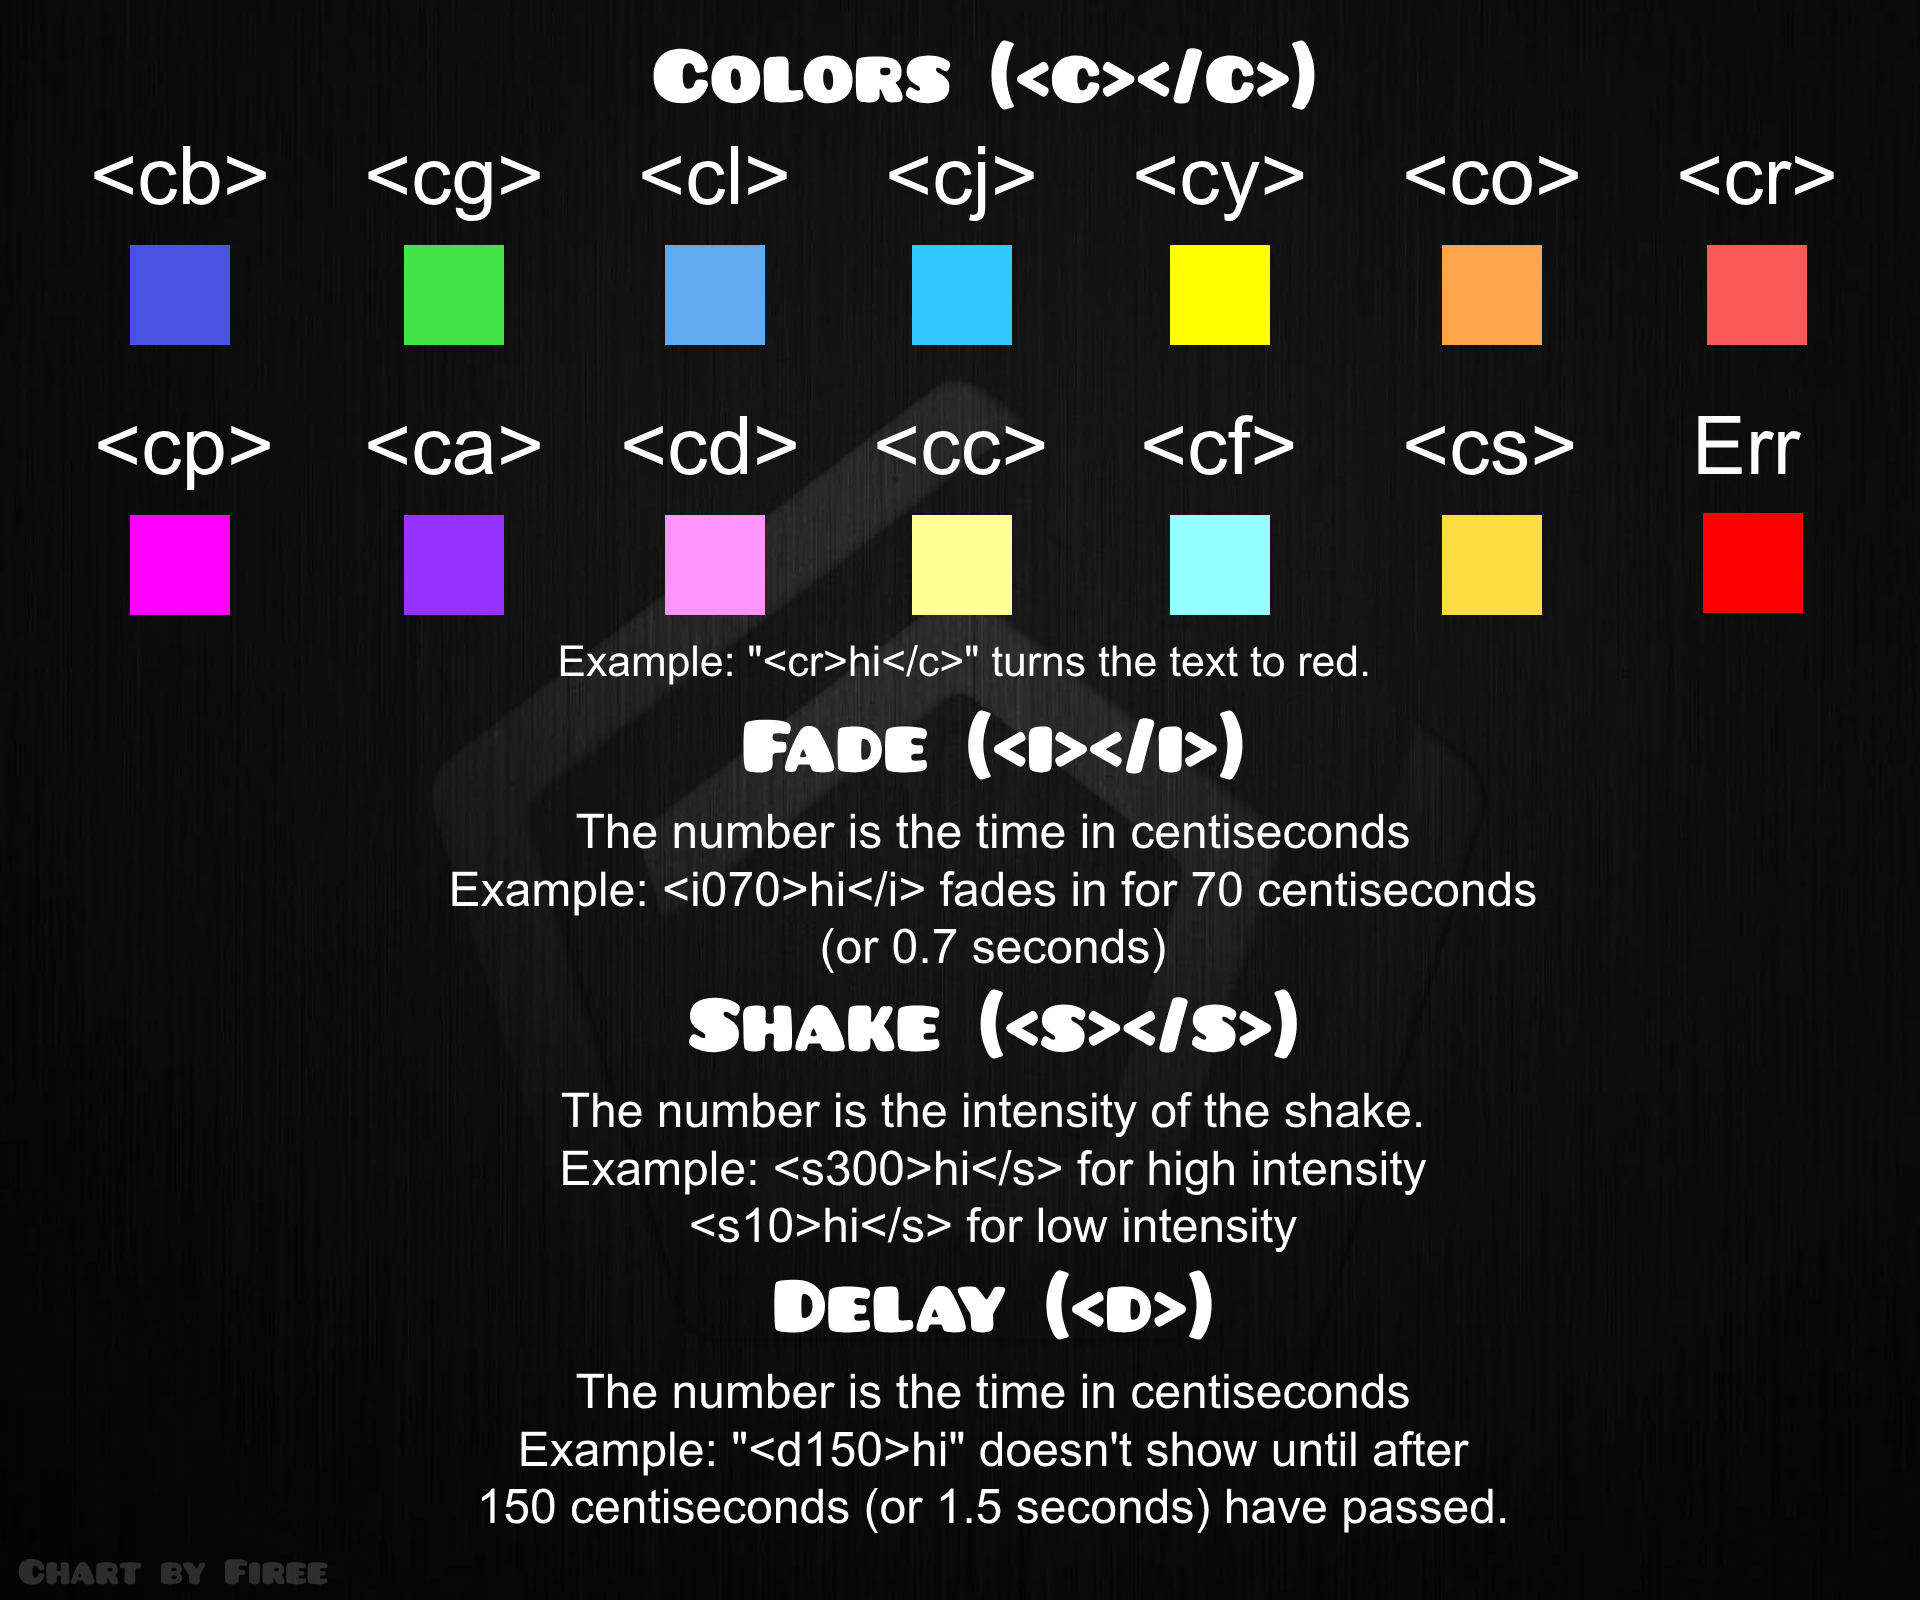 Colors (<c></c>)
<cb> <cg> <cl> <cj> <cy> <co> <cr>
<cp> <ca> <cd> <cc> <cf> <cs> Err
Example: "<cr>hi</c>" turns the text to red.
Fade (<i></i>)
The number is the time in centiseconds
Example: <i070>hi</i> fades in for 70 centiseconds
(or 0.7 seconds)
Shake (<s></s>)
The number is the intensity of the shake.
Example: <s300>hi</s> for high intensity
<s10>hi</s> for low intensity
Delay (<d>)
The number is the time in centiseconds
Example: "<d150>hi" doesn't show until after
150 centiseconds (or 1.5 seconds) have passed.
Chart by Firee